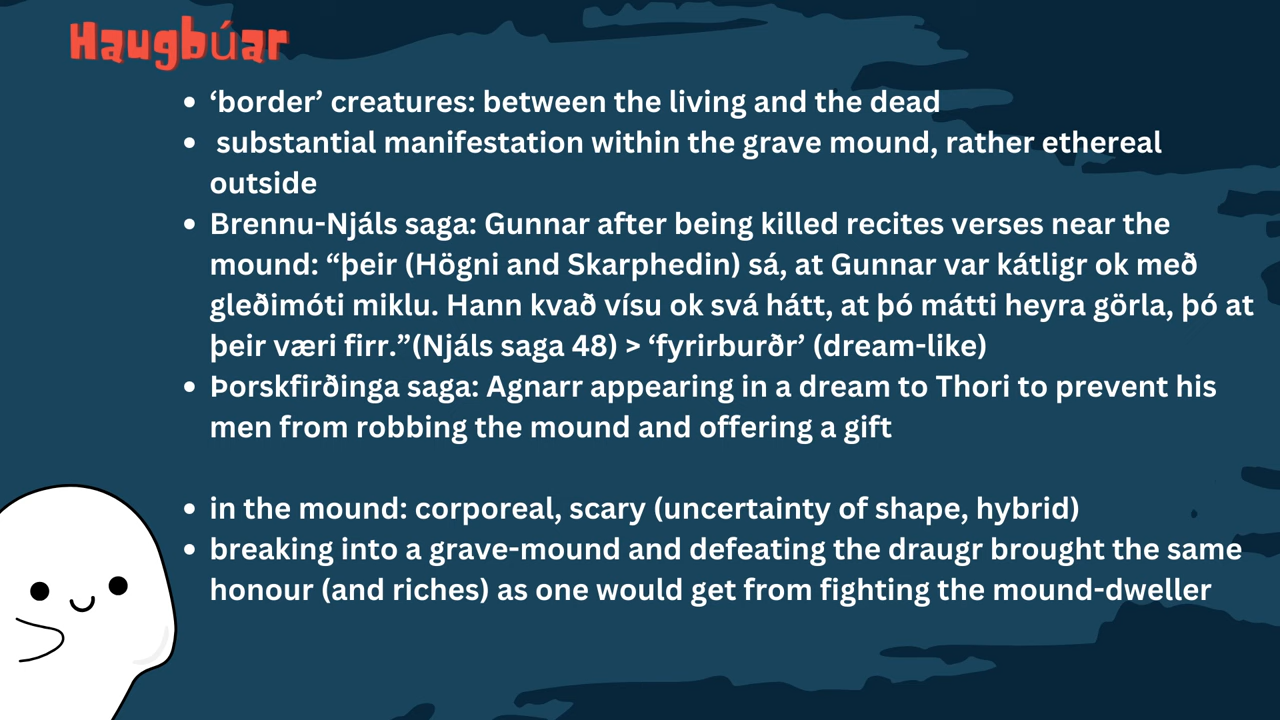 Haugbúar
• ‘border’ creatures: between the living and the dead
• substantial manifestation within the grave mound, rather ethereal
outside
• Brennu-Njáls saga: Gunnar after being killed recites verses near the
mound: “þeir (Högni and Skarphedin) sá, at Gunnar var kátligr ok með
gleðimóti miklu. Hann kvað vísu ok svá hátt, at þó mátti heyra görla, þó at
þeir væri firr.”(Njáls saga 48) > ‘fyrirburðr’ (dream-like)
• Þorskfirðinga saga: Agnarr appearing in a dream to Thori to prevent his
men from robbing the mound and offering a gift
• in the mound: corporeal, scary (uncertainty of shape, hybrid)
• breaking into a grave-mound and defeating the draugr brought the same
honour (and riches) as one would get from fighting the mound-dweller